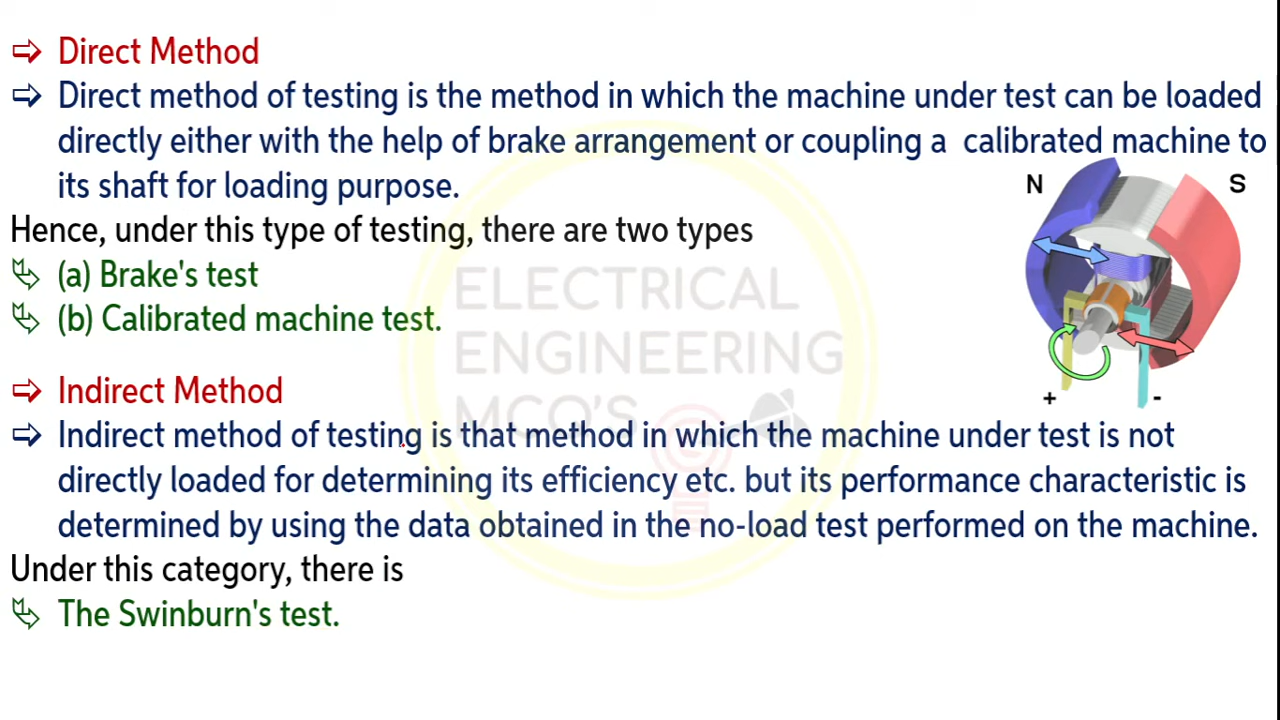 Direct Method
Direct method of testing is the method in which the machine under test can be loaded
directly either with the help of brake arrangement or coupling a calibrated machine to
its shaft for loading purpose.
N
S
Hence, under this type of testing, there are two types
(a) Brake's test
(b) Calibrated machine test.
+
-
ELECTRICAL
ENGINEERING
MCQ'S
Indirect Method
Indirect method of testing is that method in which the machine under test is not
directly loaded for determining its efficiency etc. but its performance characteristic is
determined by using the data obtained in the no-load test performed on the machine.
Under this category, there is
The Swinburn's test.